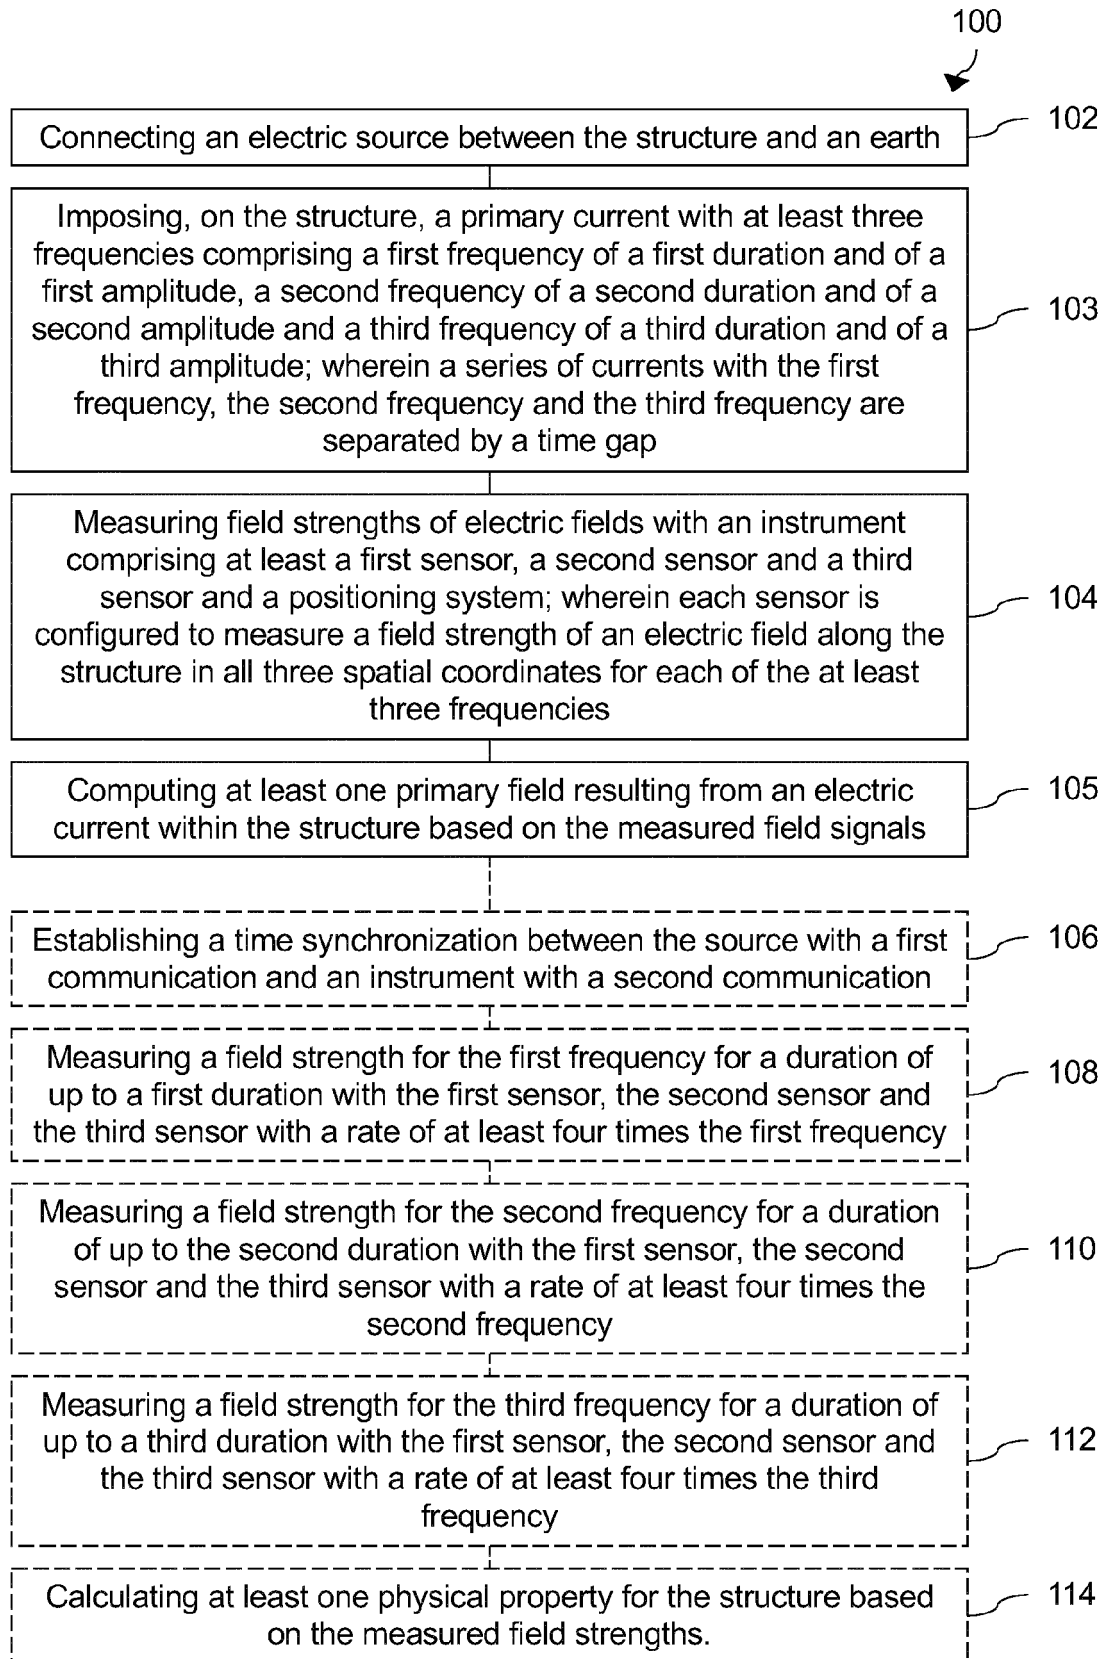 100
Connecting an electric source between the structure and an earth
102
Imposing, on the structure, a primary current with at least three
frequencies comprising a first frequency of a first duration and of a
first amplitude, a second frequency of a second duration and of a
second amplitude and a third frequency of a third duration and of a
third amplitude; wherein a series of currents with the first
frequency, the second frequency and the third frequency are
separated by a time gap
103
Measuring field strengths of electric fields with an instrument
comprising at least a first sensor, a second sensor and a third
sensor and a positioning system; wherein each sensor is
configured to measure a field strength of an electric field along the
structure in all three spatial coordinates for each of the at least
three frequencies
104
Computing at least one primary field resulting from an electric
current within the structure based on the measured field signals
105
Establishing a time synchronization between the source with a first
communication and an instrument with a second communication
106
Measuring a field strength for the first frequency for a duration of
up to a first duration with the first sensor, the second sensor and
the third sensor with a rate of at least four times the first frequency
108
Measuring a field strength for the second frequency for a duration
of up to the second duration with the first sensor, the second
sensor and the third sensor with a rate of at least four times the
second frequency
110
Measuring a field strength for the third frequency for a duration of
up to a third duration with the first sensor, the second sensor and
the third sensor with a rate of at least four times the third
frequency
112
Calculating at least one physical property for the structure based
on the measured field strengths.
114